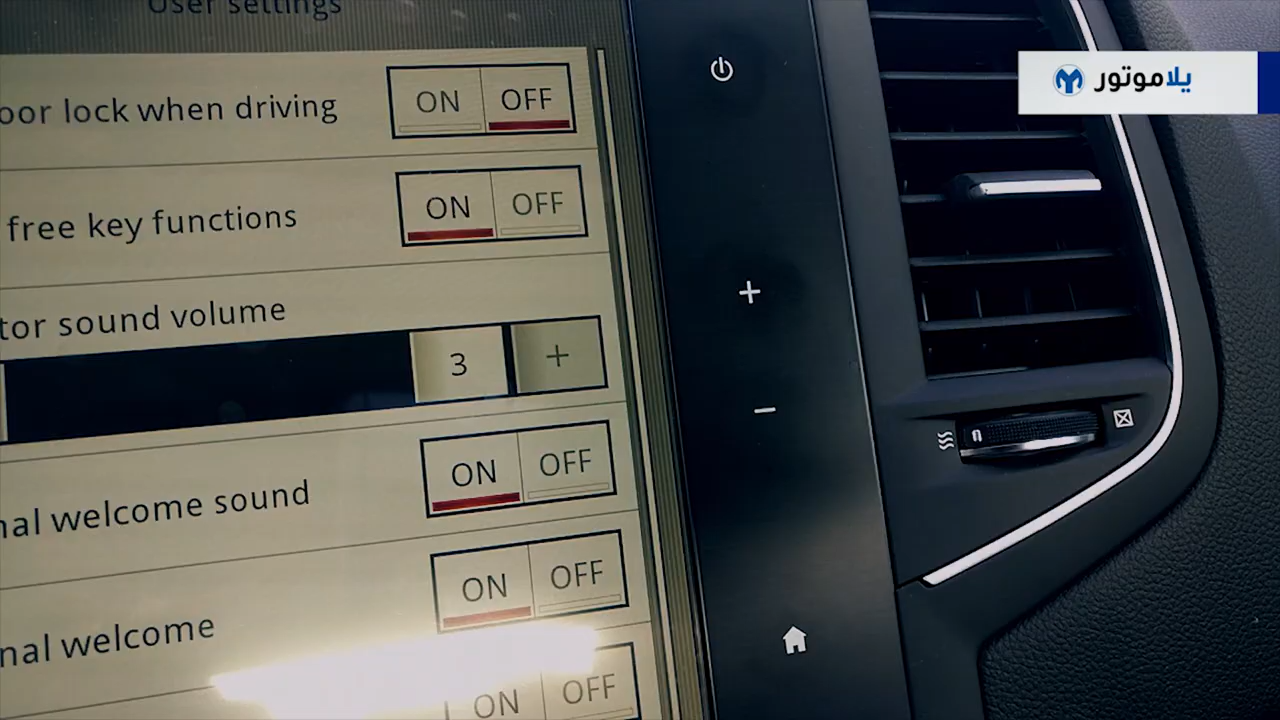 User settings
oor lock when driving
ON OFF
free key functions
ON OFF
tor sound volume
3 +
+
-
nal welcome sound
ON OFF
nal welcome
ON OFF
ON OFF
يلاموتور